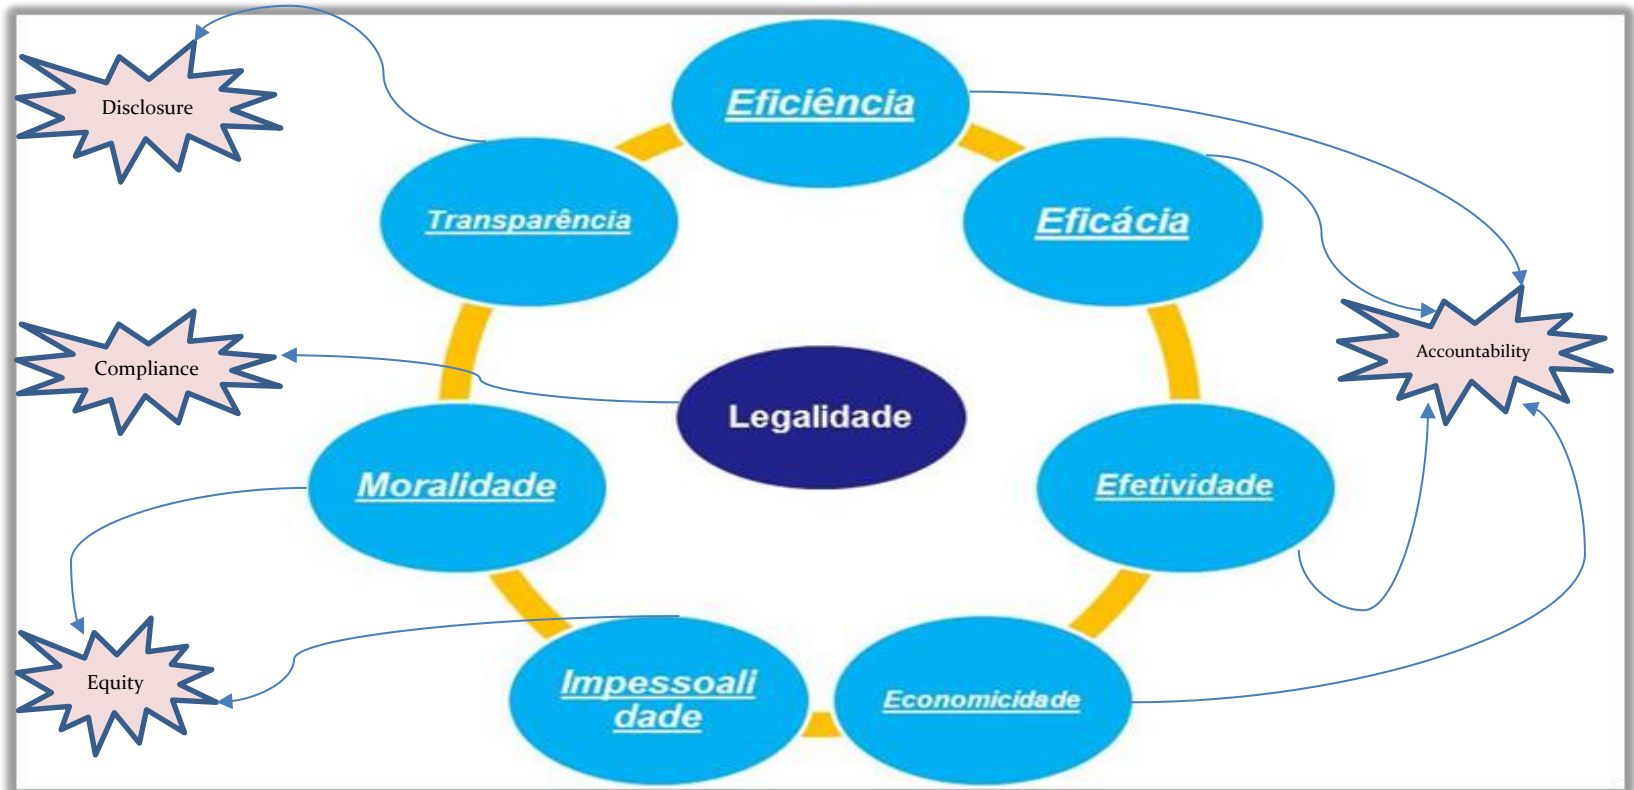 Disclosure
Eficiência
Transparência
Eficácia
Accountability
Compliance
Legalidade
Moralidade
Efetividade
Equity
Impessoali
dade
Economicidade